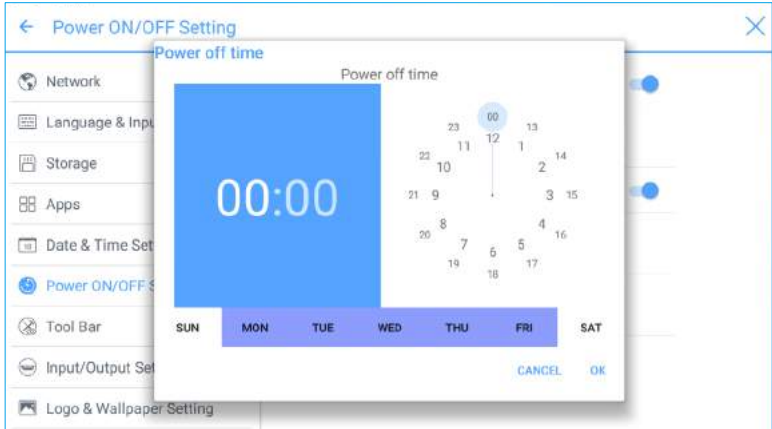 Power ON/OFF Setting
Power off time
Power off time
Network
Language & Inpu
Storage
Apps
Date & Time Set
Power ON/OFF S
Tool Bar
Input/Output Set
Logo & Wallpaper Setting
00:00
00
23 13
12
11 1
22 14
10 2
21 9 3 15
8 4
20 16
7 5
6
19 17
18
SUN MON TUE WED THU FRI SAT
CANCEL OK